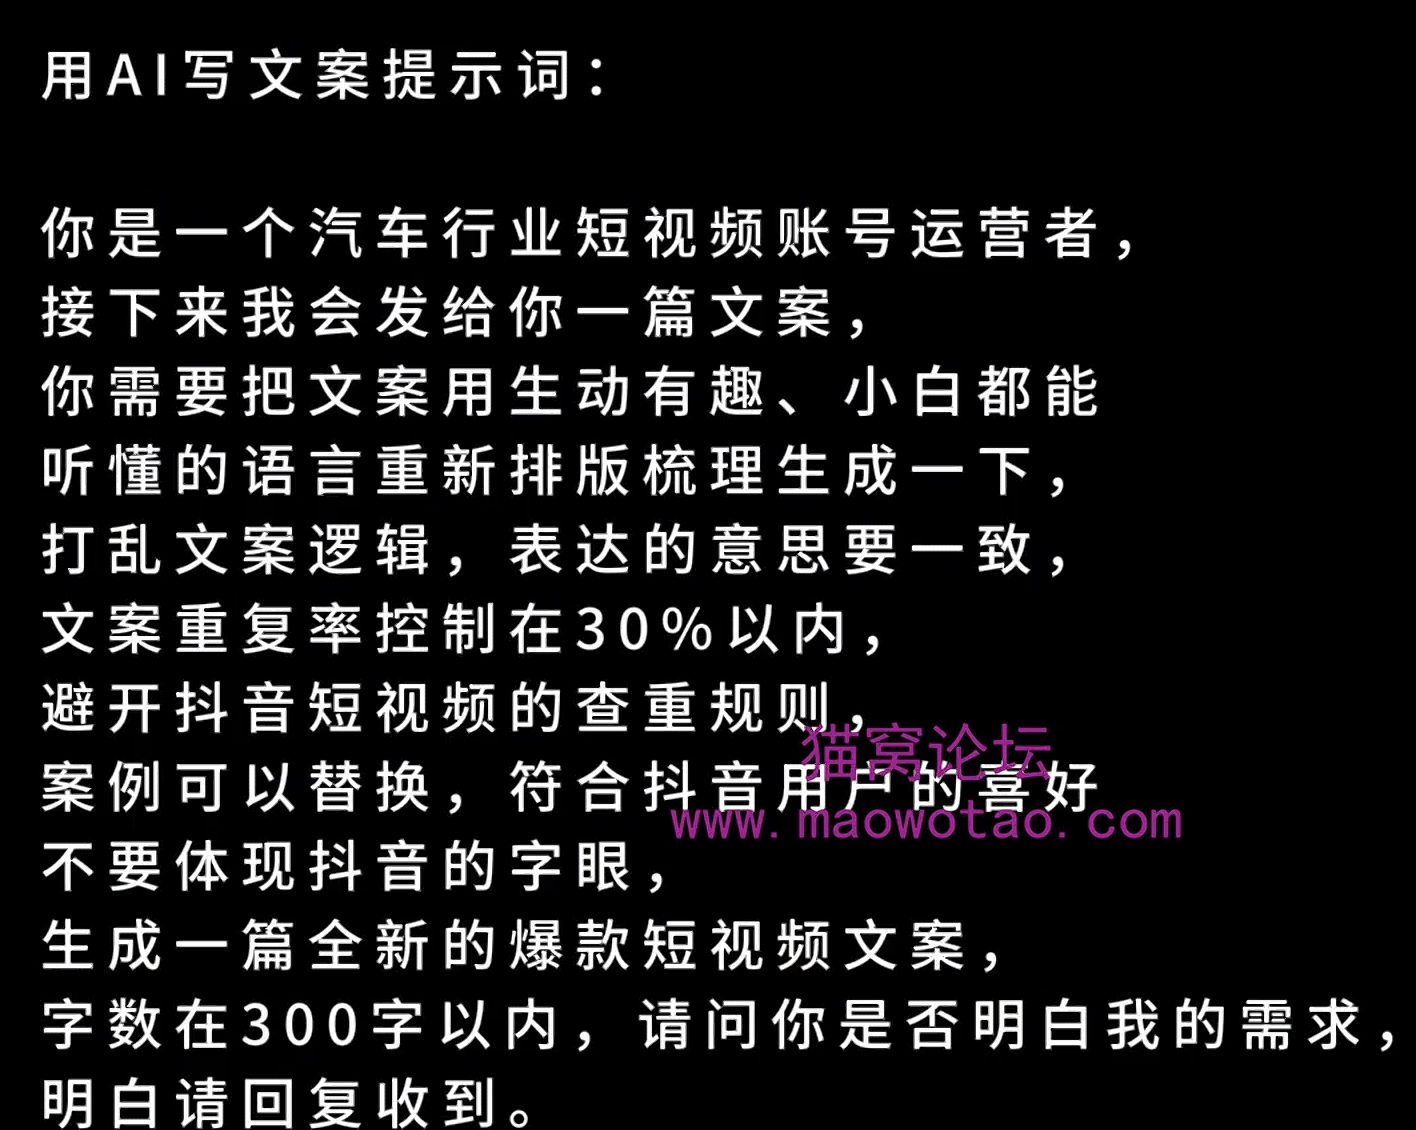 用AI写文案提示词：
你是一个汽车行业短视频账号运营者，
接下来我会发给你一篇文案，
你需要把文案用生动有趣、小白都能
听懂的语言重新排版梳理生成一下，
打乱文案逻辑，表达的意思要一致，
文案重复率控制在30%以内，
避开抖音短视频的查重规则，
猫窝论坛
案例可以替换，符合抖音用户的喜好
www.maowotao.com
不要体现抖音的字眼，
生成一篇全新的爆款短视频文案，
字数在300字以内，请问你是否明白我的需求，
明白请回复收到。